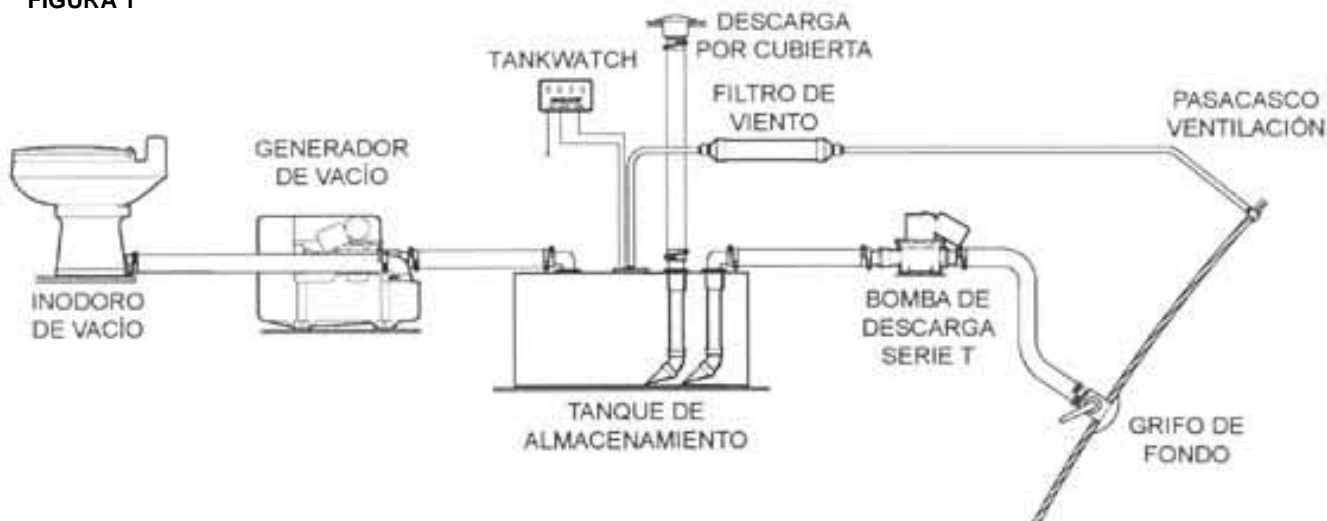 FIGURA 1
DESCARGA
POR CUBIERTA
TANKWATCH
FILTRO DE
VIENTO
PASACASCO
VENTILACIÓN
GENERADOR
DE VACÍO
INODORO
DE VACÍO
BOMBA DE
DESCARGA
SERIE T
TANQUE DE
ALMACENAMIENTO
GRIFO DE
FONDO